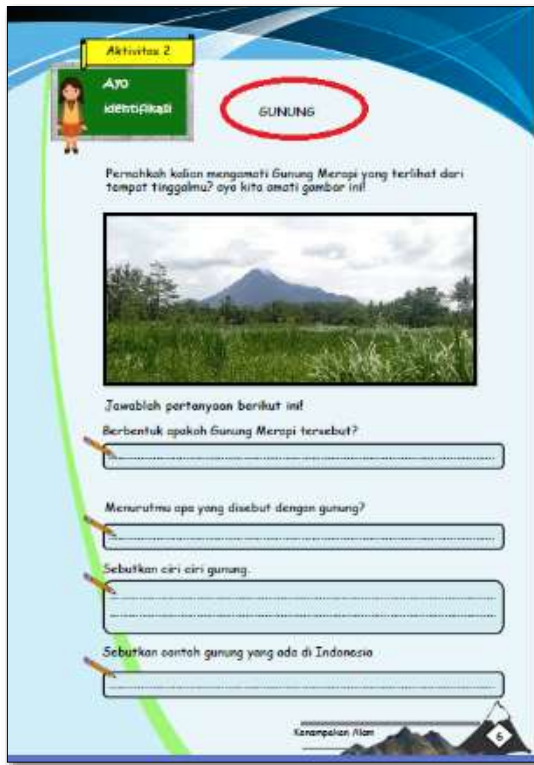 Aktivitas 2
Ayo
identifikasi
GUNUNG
Pernahkah kalian mengamati Gunung Merapi yang terlihat dari
tempat tinggalmu? ayo kita amati gambar ini!
Jawablah pertanyaan berikut ini!
Berbentuk apakah Gunung Merapi tersebut?
Menurutmu apa yang disebut dengan gunung?
Sebutkan ciri ciri gunung.
Sebutkan contoh gunung yang ada di Indonesia
Kenampakan Alam
6